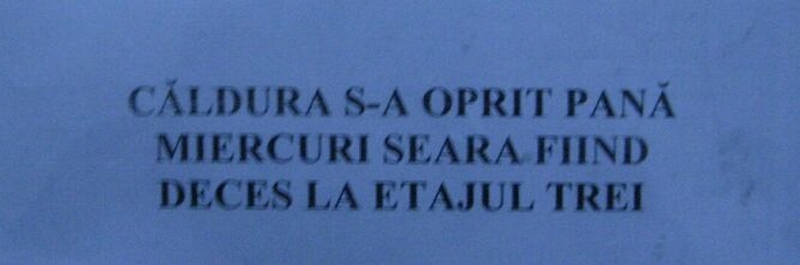 CĂLDURA S-A OPRIT PANĂ
MIERCURI SEARA FIIND
DECES LA ETAJUL TREI